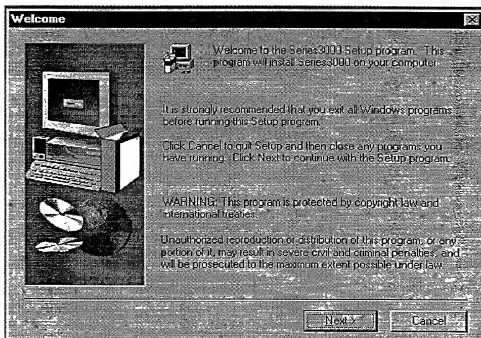 Welcome
Welcome to the Series3000 Setup program. This
program will install Series3000 on your computer.
It is strongly recommended that you exit all Windows programs
before running this Setup program.
Click Cancel to quit Setup and then close any programs you
have running. Click Next to continue with the Setup program.
WARNING: This program is protected by copyright law and
international treaties.
Unauthorized reproduction or distribution of this program, or any
portion of it, may result in severe civil and criminal penalties, and
will be prosecuted to the maximum extent possible under law.
Next >
Cancel